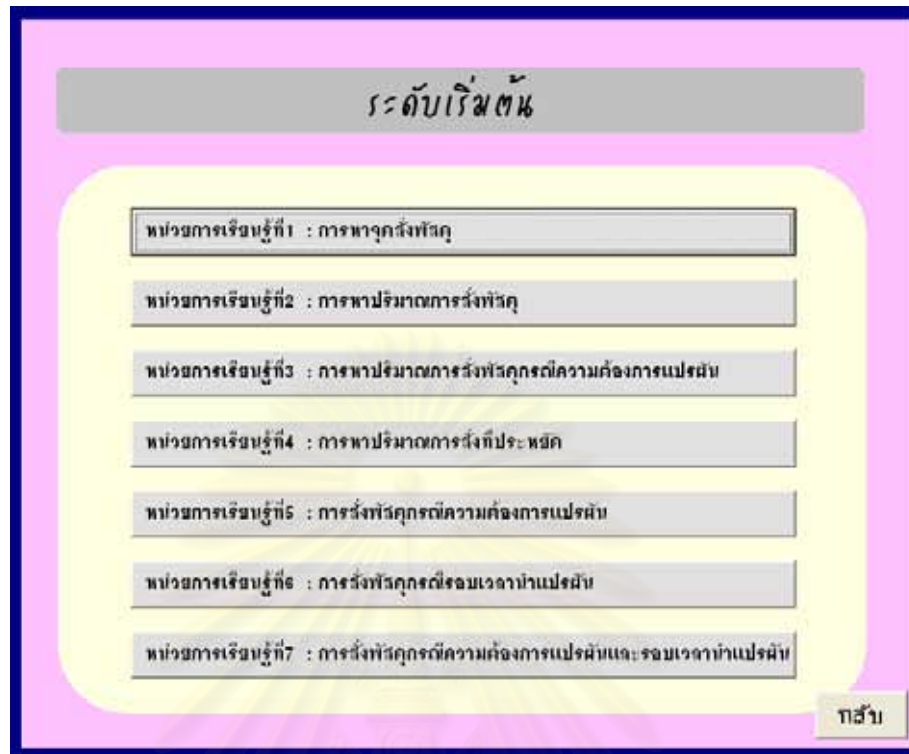 ระดับเริ่มต้น
หน่วยการเรียนรู้ที่1 : การหาจุดสั่งพัสดุ
หน่วยการเรียนรู้ที่2 : การหาปริมาณการสั่งพัสดุ
หน่วยการเรียนรู้ที่3 : การหาปริมาณการสั่งพัสดุกรณีความต้องการแปรผัน
หน่วยการเรียนรู้ที่4 : การหาปริมาณการสั่งที่ประหยัด
หน่วยการเรียนรู้ที่5 : การสั่งพัสดุกรณีความต้องการแปรผัน
หน่วยการเรียนรู้ที่6 : การสั่งพัสดุกรณีรอบเวลานำแปรผัน
หน่วยการเรียนรู้ที่7 : การสั่งพัสดุกรณีความต้องการแปรผันและรอบเวลานำแปรผัน
กลับ